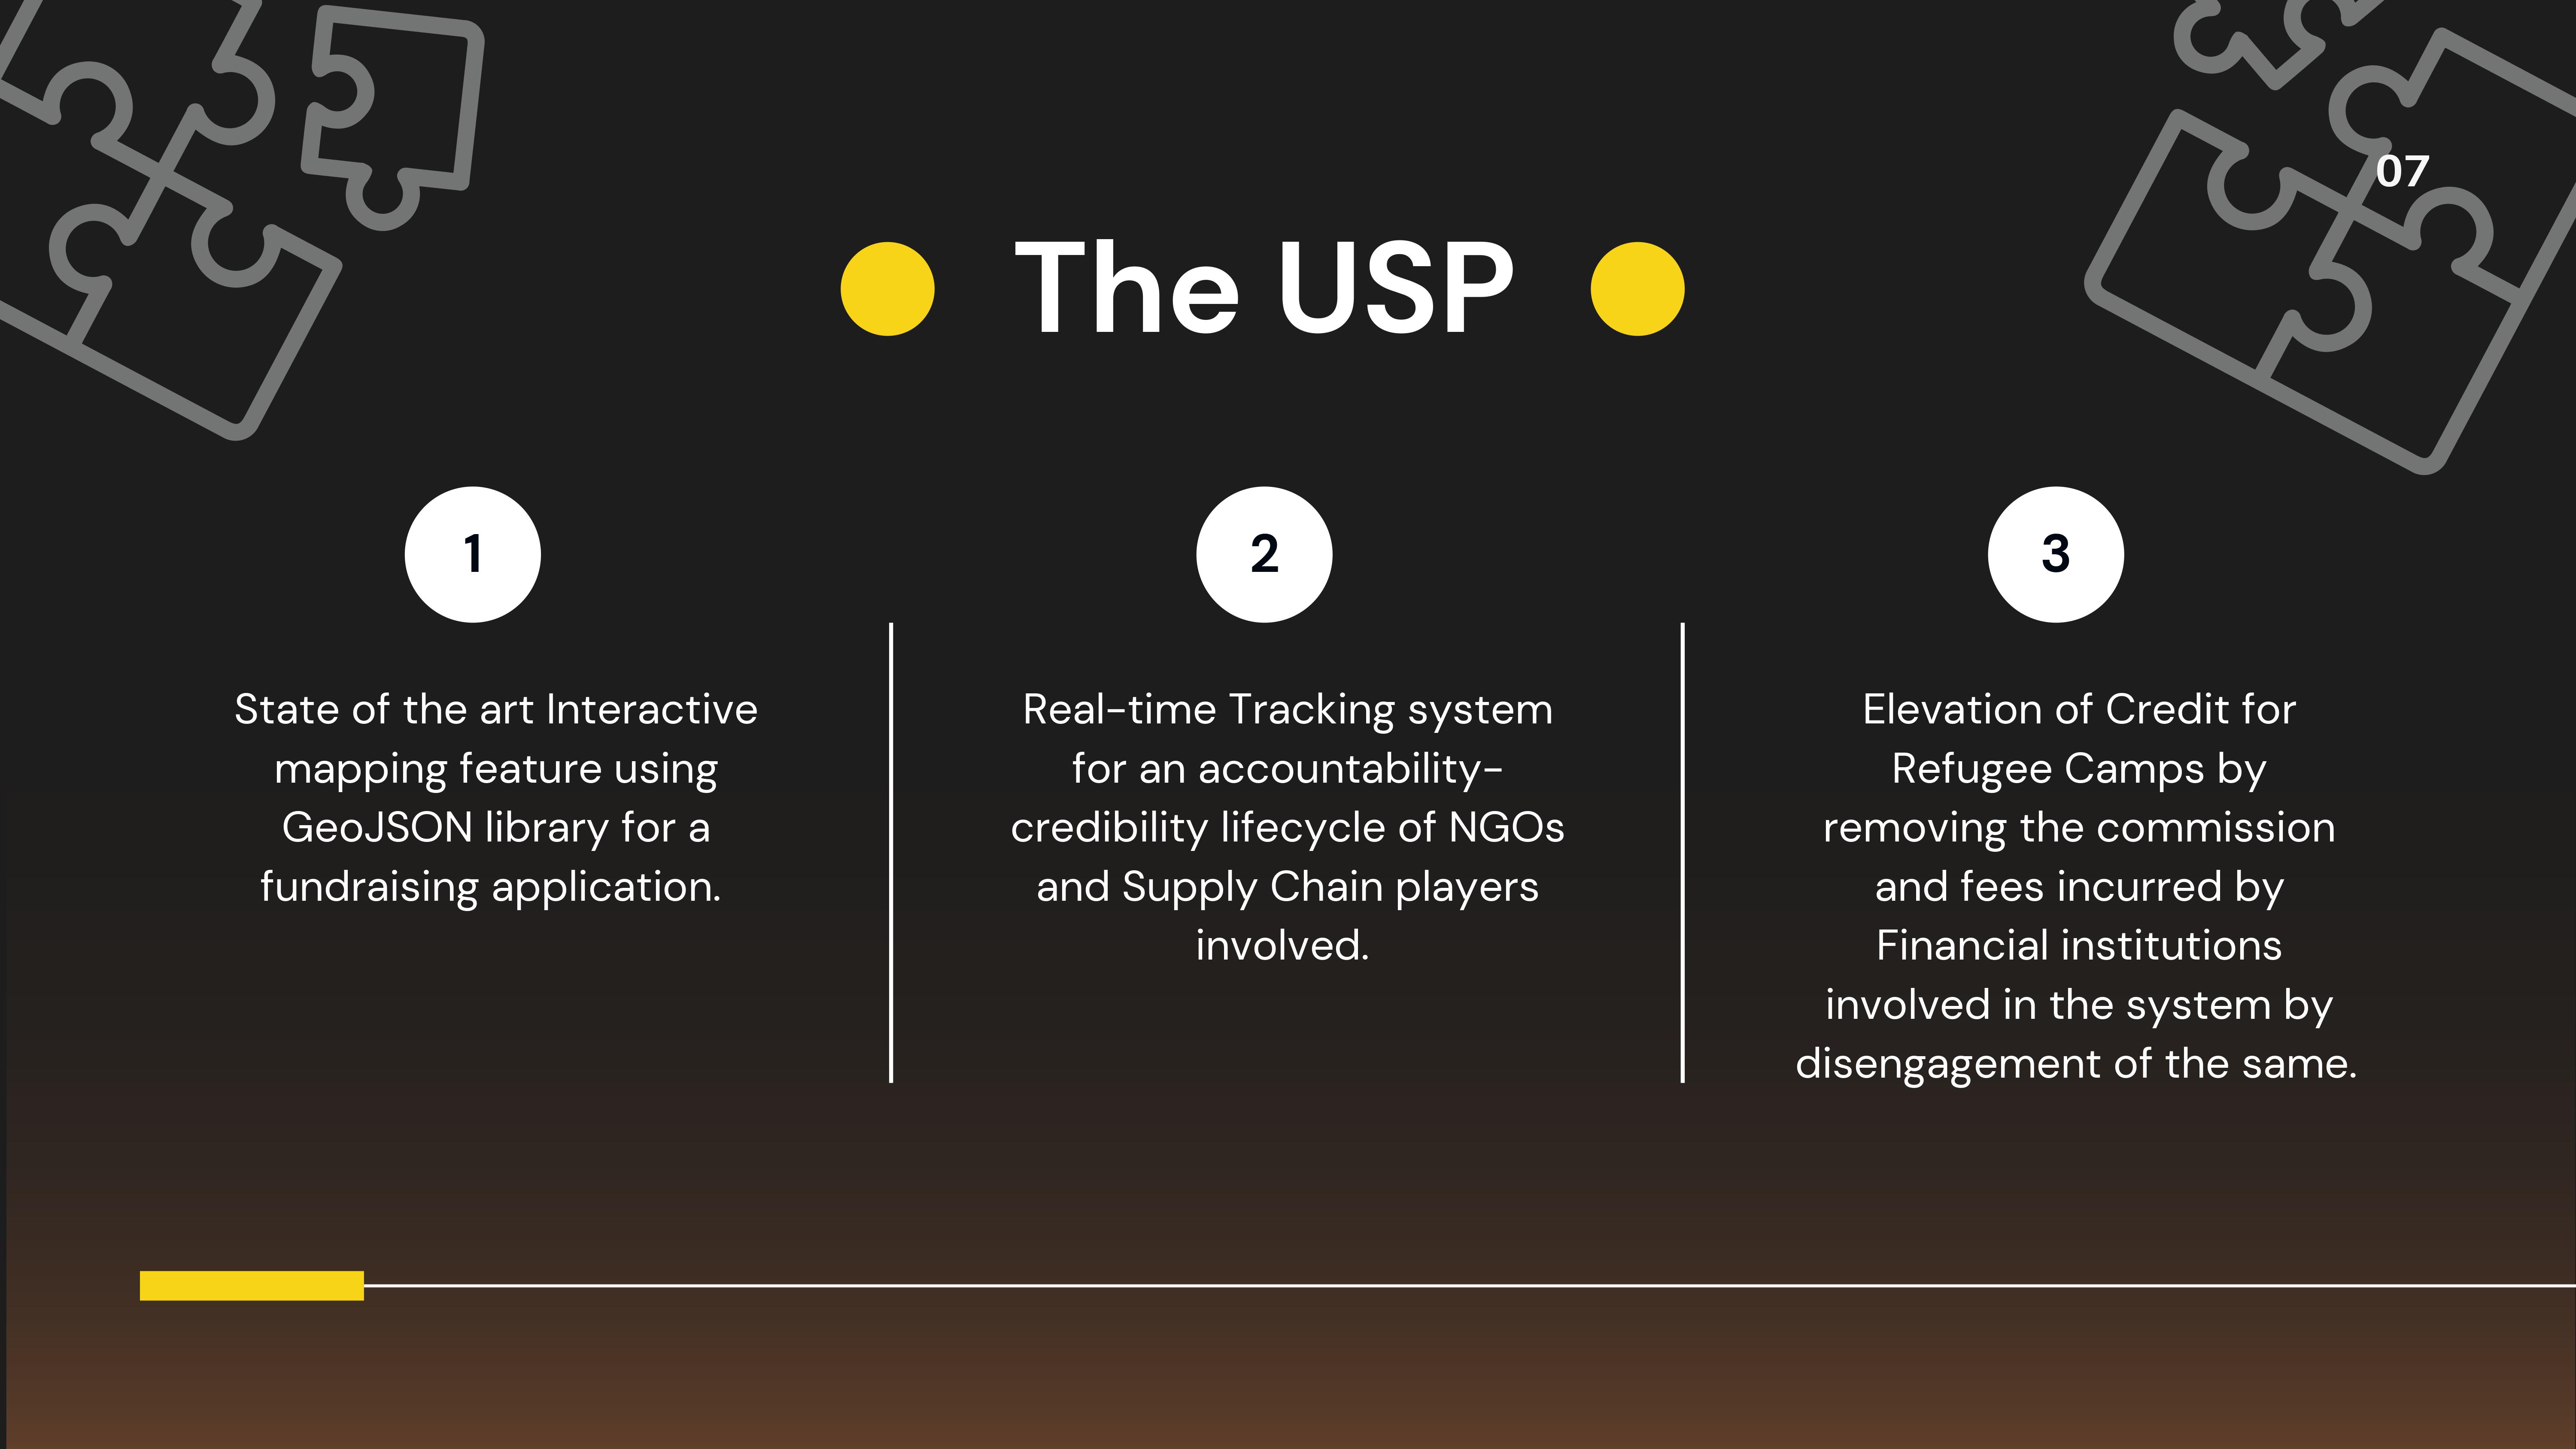 07
The USP
1
State of the art Interactive
mapping feature using
GeoJSON library for a
fundraising application.
2
Real-time Tracking system
for an accountability-
credibility lifecycle of NGOs
and Supply Chain players
involved.
3
Elevation of Credit for
Refugee Camps by
removing the commission
and fees incurred by
Financial institutions
involved in the system by
disengagement of the same.